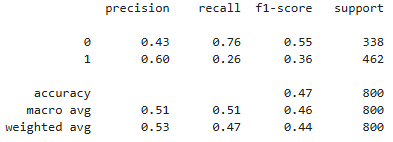 precision recall f1-score support
0 0.43 0.76 0.55 338
1 0.60 0.26 0.36 462
accuracy 0.47 800
macro avg 0.51 0.51 0.46 800
weighted avg 0.53 0.47 0.44 800